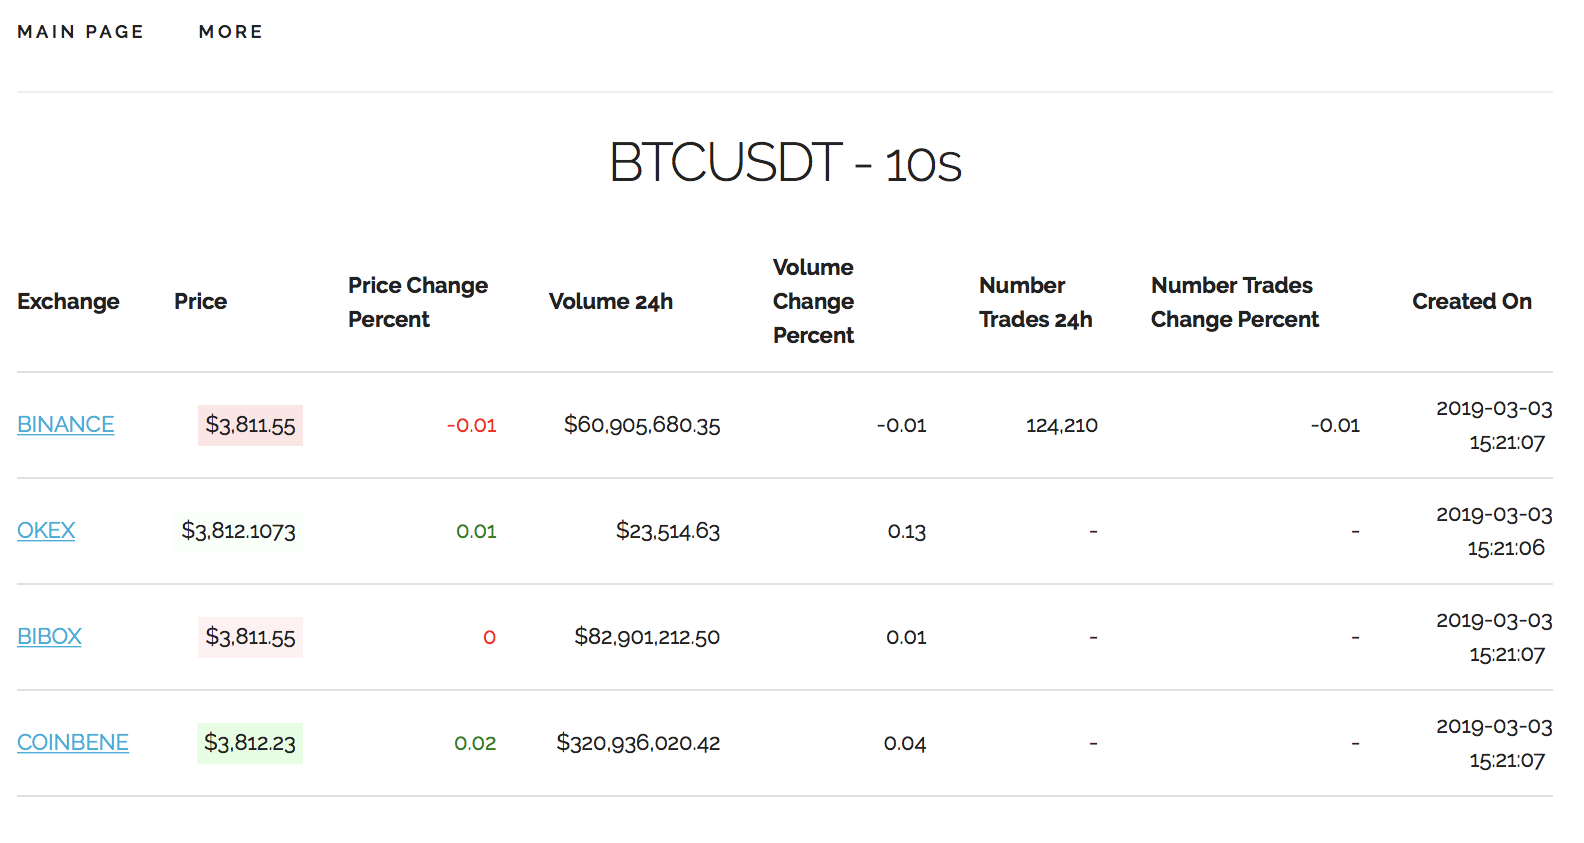 MAIN PAGE MORE
BTCUSDT - 10s
Exchange Price Price Change Percent Volume 24h Volume Change Percent Number Trades 24h Number Trades Change Percent Created On
BINANCE $3,811.55 -0.01 $60,905,680.35 -0.01 124,210 -0.01 2019-03-03 15:21:07
OKEX $3,812.1073 0.01 $23,514.63 0.13 - - 2019-03-03 15:21:06
BIBOX $3,811.55 0 $82,901,212.50 0.01 - - 2019-03-03 15:21:07
COINBENE $3,812.23 0.02 $320,936,020.42 0.04 - - 2019-03-03 15:21:07